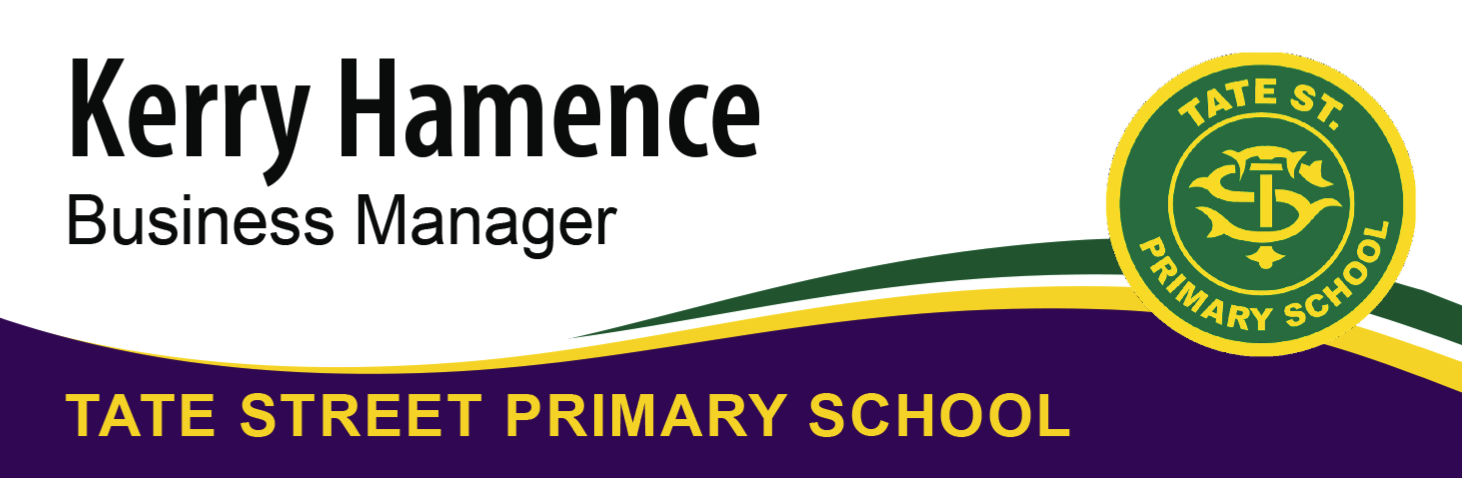 Kerry Hamence
Business Manager
TATE ST.
PRIMARY SCHOOL
TATE STREET PRIMARY SCHOOL